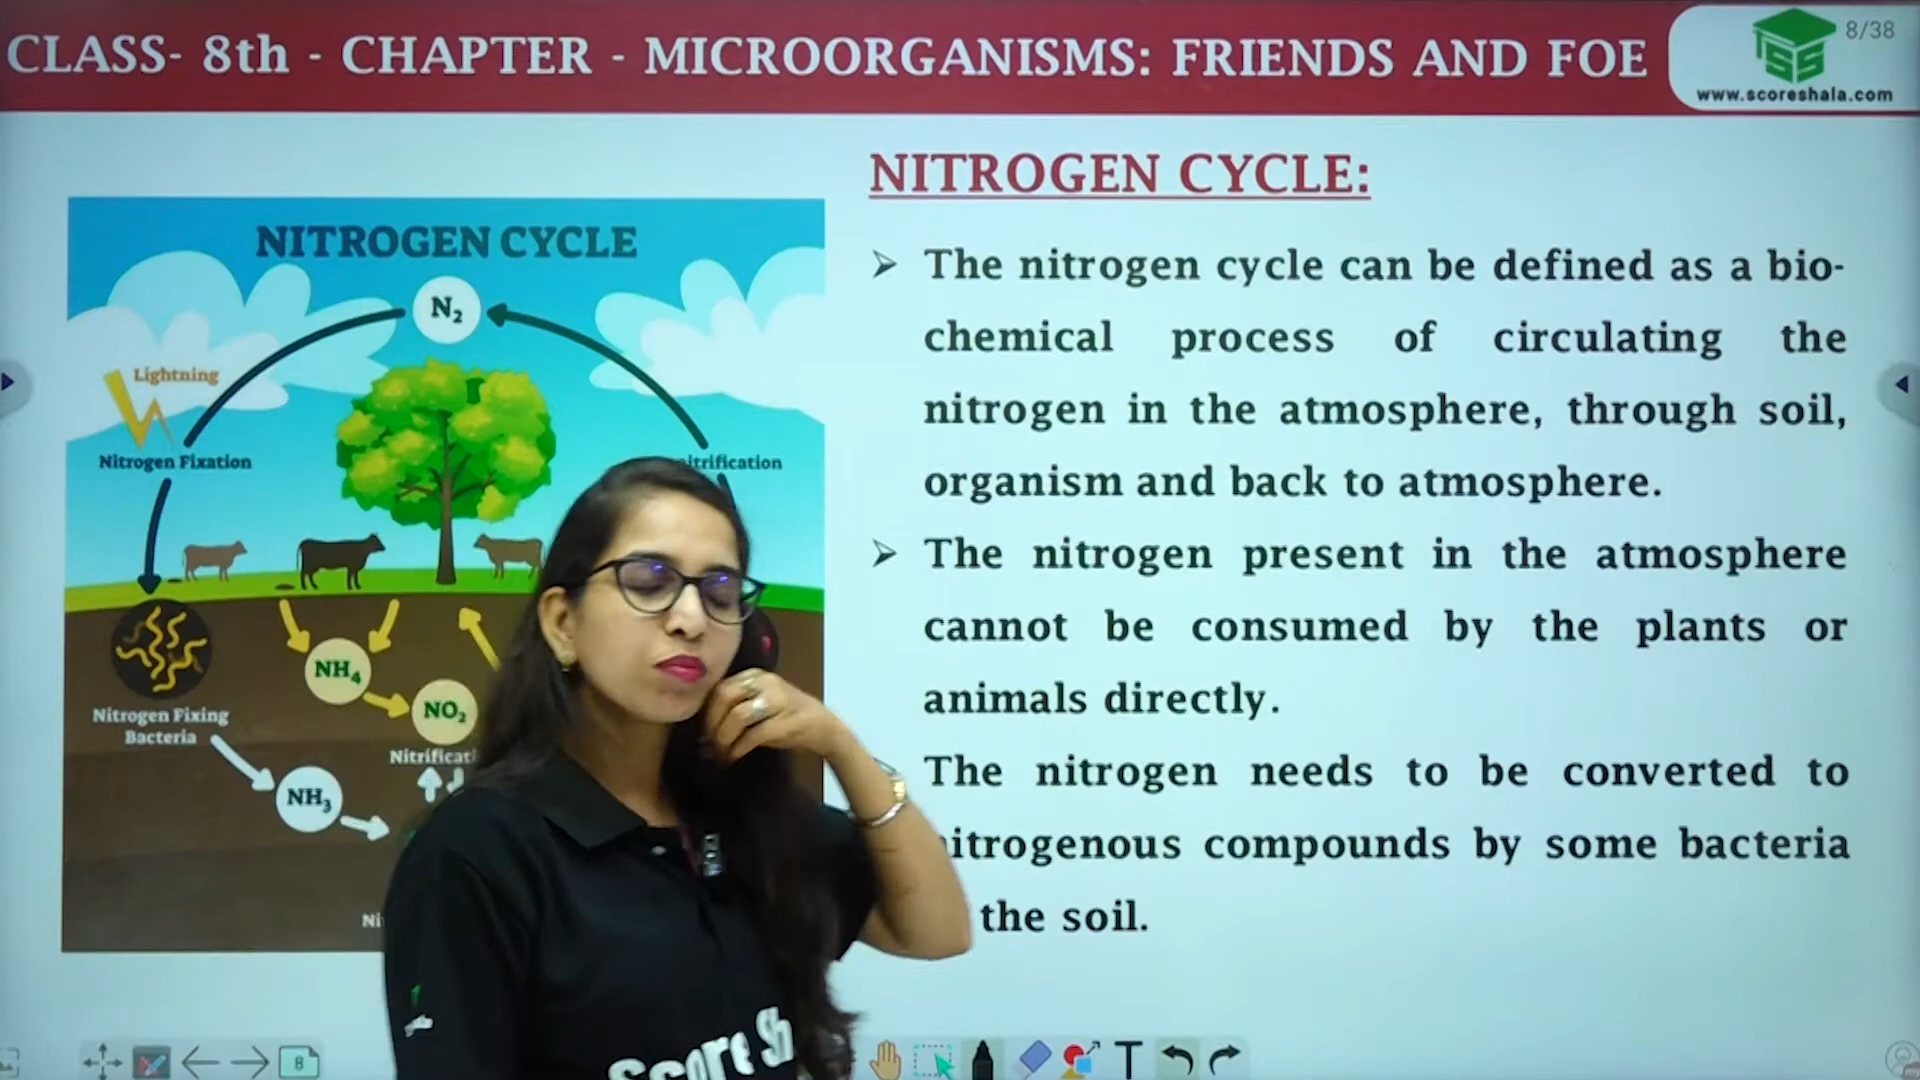 CLASS- 8th - CHAPTER - MICROORGANISMS: FRIENDS AND FOE
8/38
www.scoreshala.com
NITROGEN CYCLE:
➤ The nitrogen cycle can be defined as a bio-
chemical process of circulating the
nitrogen in the atmosphere, through soil,
organism and back to atmosphere.
➤ The nitrogen present in the atmosphere
cannot be consumed by the plants or
animals directly.
The nitrogen needs to be converted to
itrogenous compounds by some bacteria
the soil.
NITROGEN CYCLE
N₂
Lightning
Nitrogen Fixation
itrification
NH₄
NO₂
Nitrogen Fixing
Bacteria
Nitrificati
NH₃
Ni
8
T
Score Sh